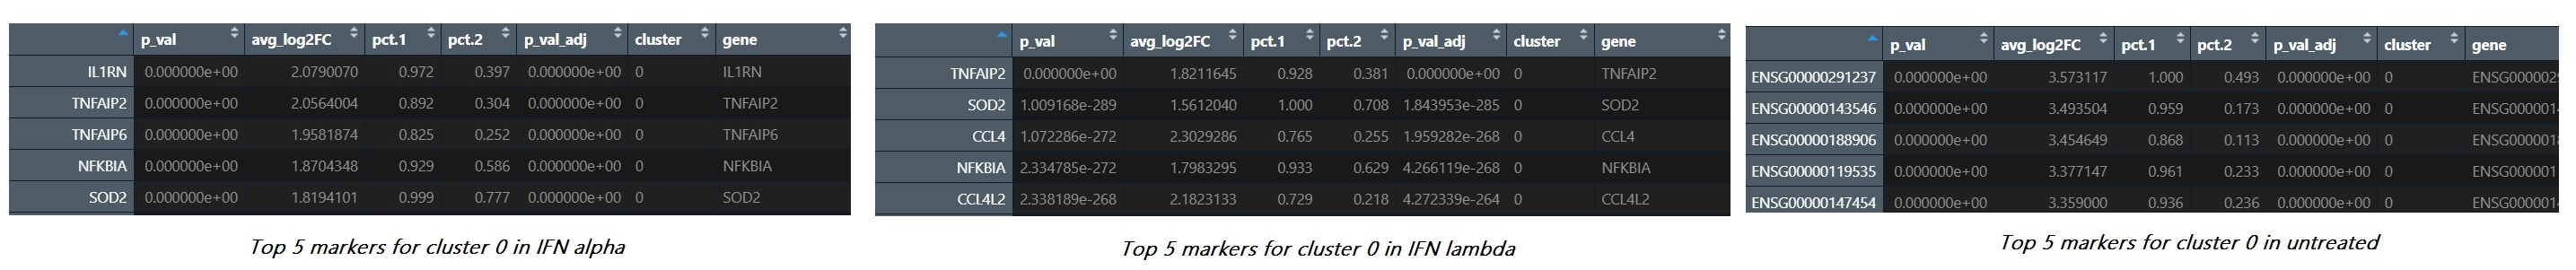 p_val avg_log2FC pct.1 pct.2 p_val_adj cluster gene
IL1RN 0.000000e+00 2.0790070 0.972 0.397 0.000000e+00 0 IL1RN
TNFAIP2 0.000000e+00 2.0564004 0.892 0.304 0.000000e+00 0 TNFAIP2
TNFAIP6 0.000000e+00 1.9581874 0.825 0.252 0.000000e+00 0 TNFAIP6
NFKBIA 0.000000e+00 1.8704348 0.929 0.586 0.000000e+00 0 NFKBIA
SOD2 0.000000e+00 1.8194101 0.999 0.777 0.000000e+00 0 SOD2
Top 5 markers for cluster 0 in IFN alpha
p_val avg_log2FC pct.1 pct.2 p_val_adj cluster gene
TNFAIP2 0.000000e+00 1.8211645 0.928 0.381 0.000000e+00 0 TNFAIP2
SOD2 1.009168e-289 1.5612040 1.000 0.708 1.843953e-285 0 SOD2
CCL4 1.072286e-272 2.3029286 0.765 0.255 1.959282e-268 0 CCL4
NFKBIA 2.334785e-272 1.7983295 0.933 0.629 4.266119e-268 0 NFKBIA
CCL4L2 2.338189e-268 2.1823133 0.729 0.218 4.272339e-264 0 CCL4L2
Top 5 markers for cluster 0 in IFN lambda
p_val avg_log2FC pct.1 pct.2 p_val_adj cluster gene
ENSG00000291237 0.000000e+00 3.573117 1.000 0.493 0.000000e+00 0 ENSG0000029
ENSG00000143546 0.000000e+00 3.493504 0.959 0.173 0.000000e+00 0 ENSG0000014
ENSG00000188906 0.000000e+00 3.454649 0.868 0.113 0.000000e+00 0 ENSG0000018
ENSG00000119535 0.000000e+00 3.377147 0.961 0.233 0.000000e+00 0 ENSG000001
ENSG00000147454 0.000000e+00 3.359000 0.936 0.236 0.000000e+00 0 ENSG0000014
Top 5 markers for cluster 0 in untreated